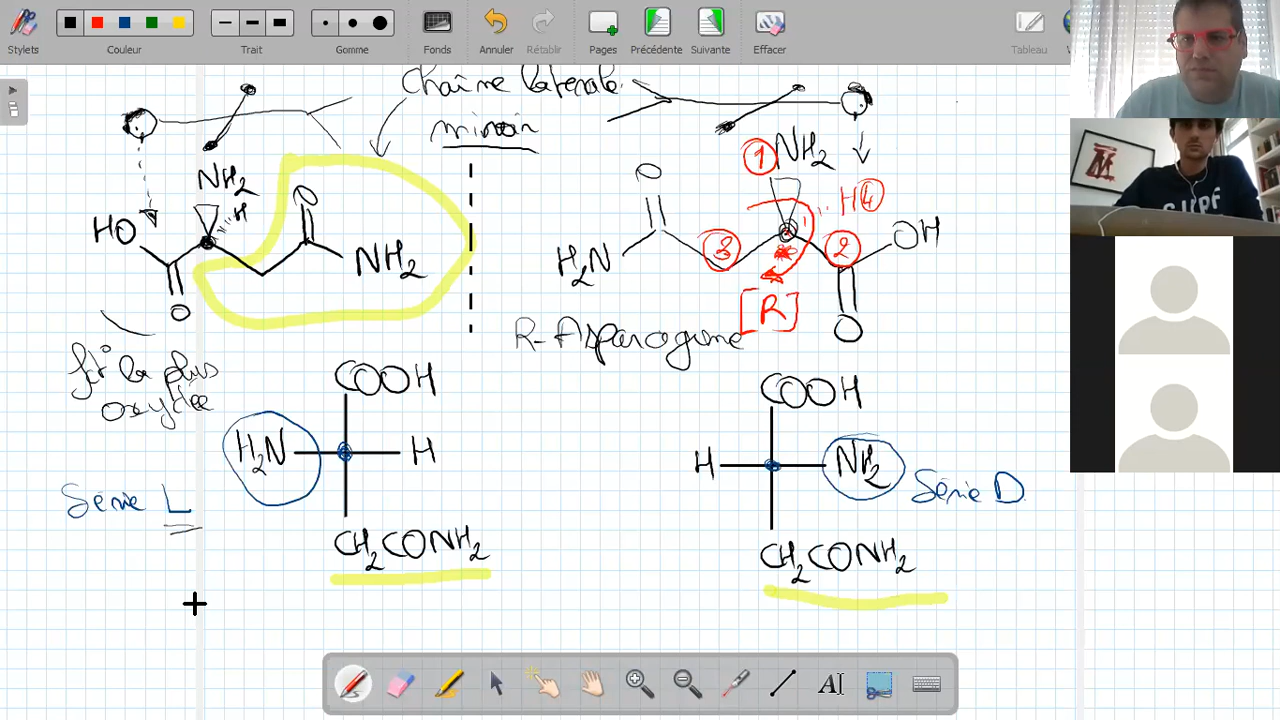 Stylets
Couleur
Trait
Gomme
Fonds
Annuler
Rétablir
Pages
Précédente
Suivante
Effacer
Tableau
chaîne latérale
miroir
NH2
H
HO
O
O
NH2
1 NH2
H 4
O
H2N
3
2
OH
O
[R]
R-Asparagine
fct° la plus
oxydée
COOH
H2N
H
CH2CONH2
Série L
COOH
H
NH2
CH2CONH2
Série D